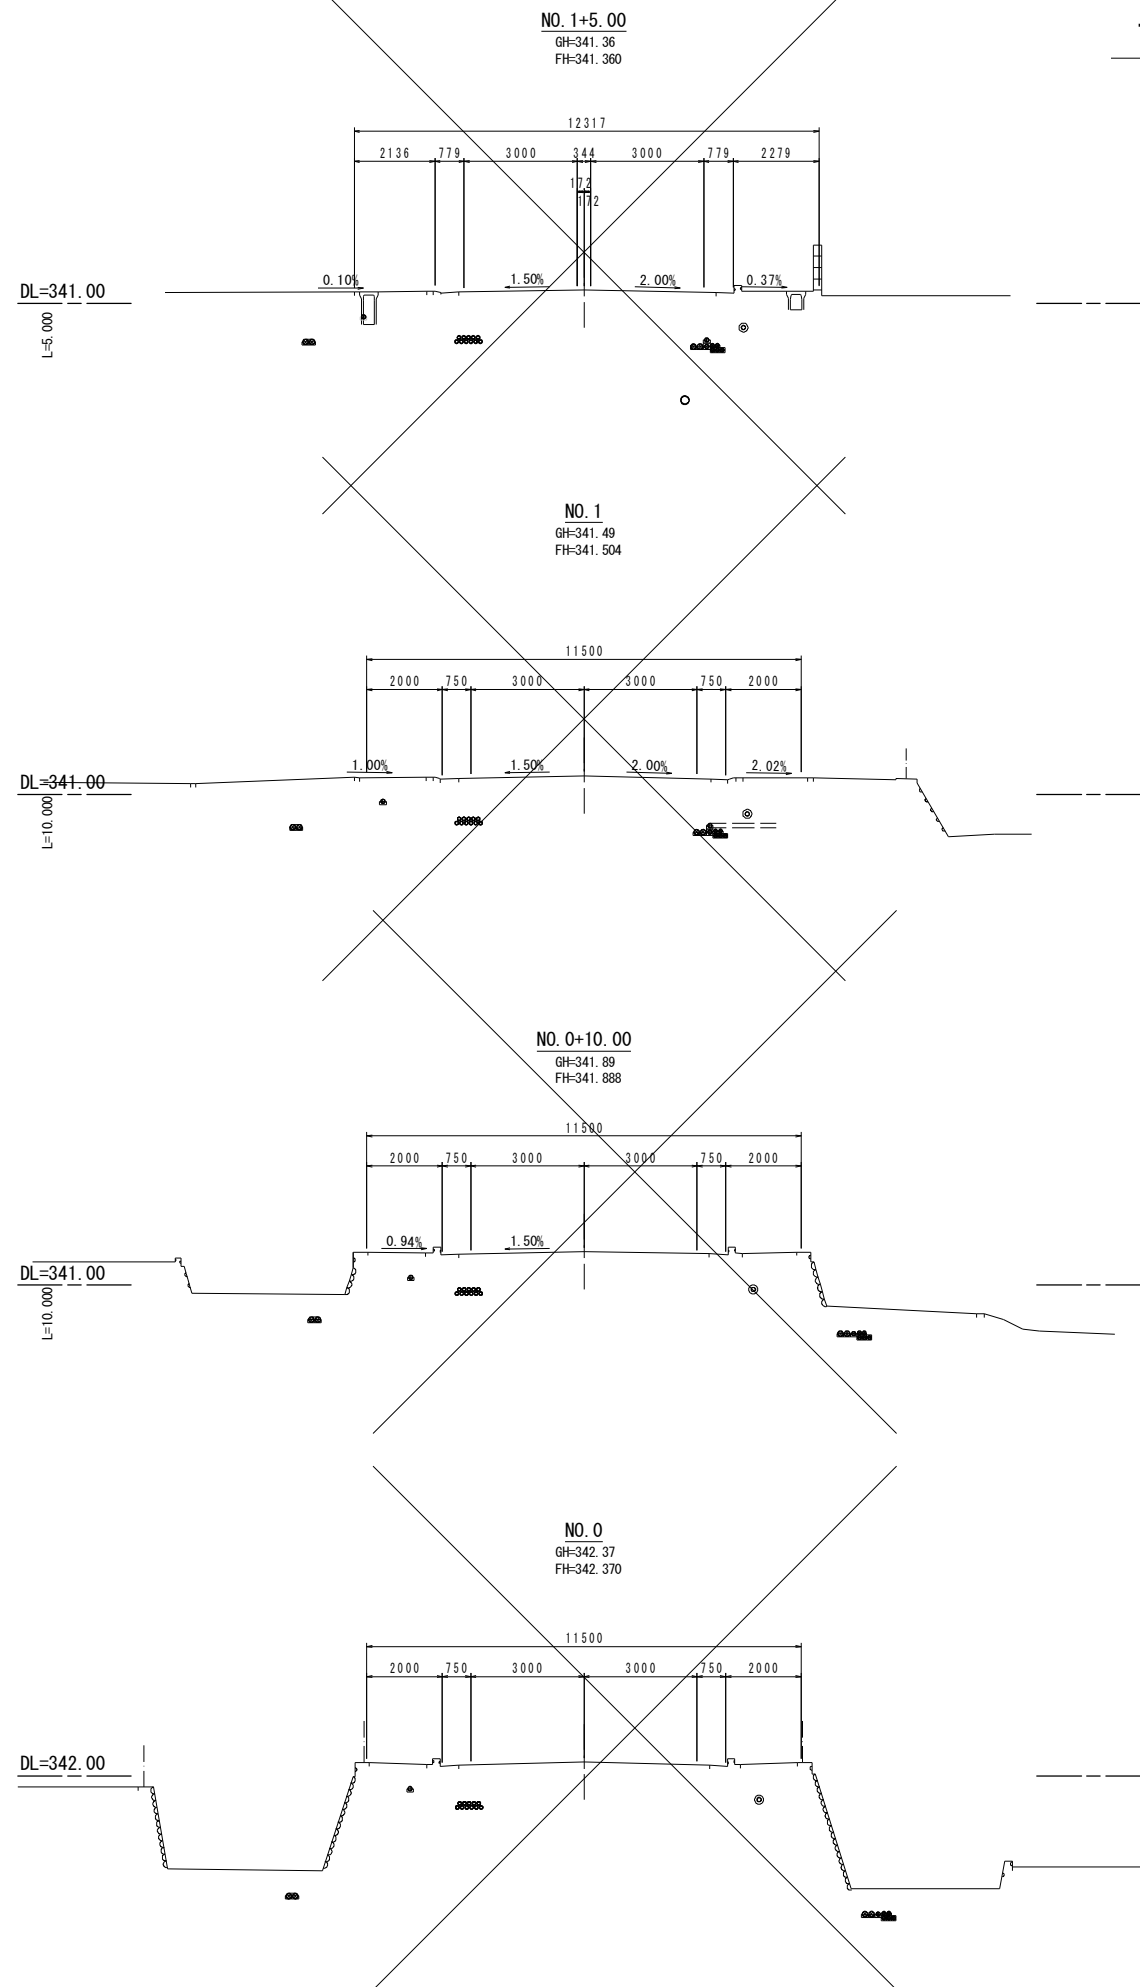 NO.1+5.00
GH=341.36
FH=341.360
12317
2136 779 3000 344 3000 779 2279
172
172
0.10% 1.50% 2.00% 0.37%
DL=341.00
L=5.000
NO.1
GH=341.49
FH=341.504
11500
2000 750 3000 3000 750 2000
1.00% 1.50% 2.00% 2.02%
DL=341.00
L=10.000
NO.0+10.00
GH=341.89
FH=341.888
11500
2000 750 3000 3000 750 2000
0.94% 1.50%
DL=341.00
L=10.000
NO.0
GH=342.37
FH=342.370
11500
2000 750 3000 3000 750 2000
DL=342.00